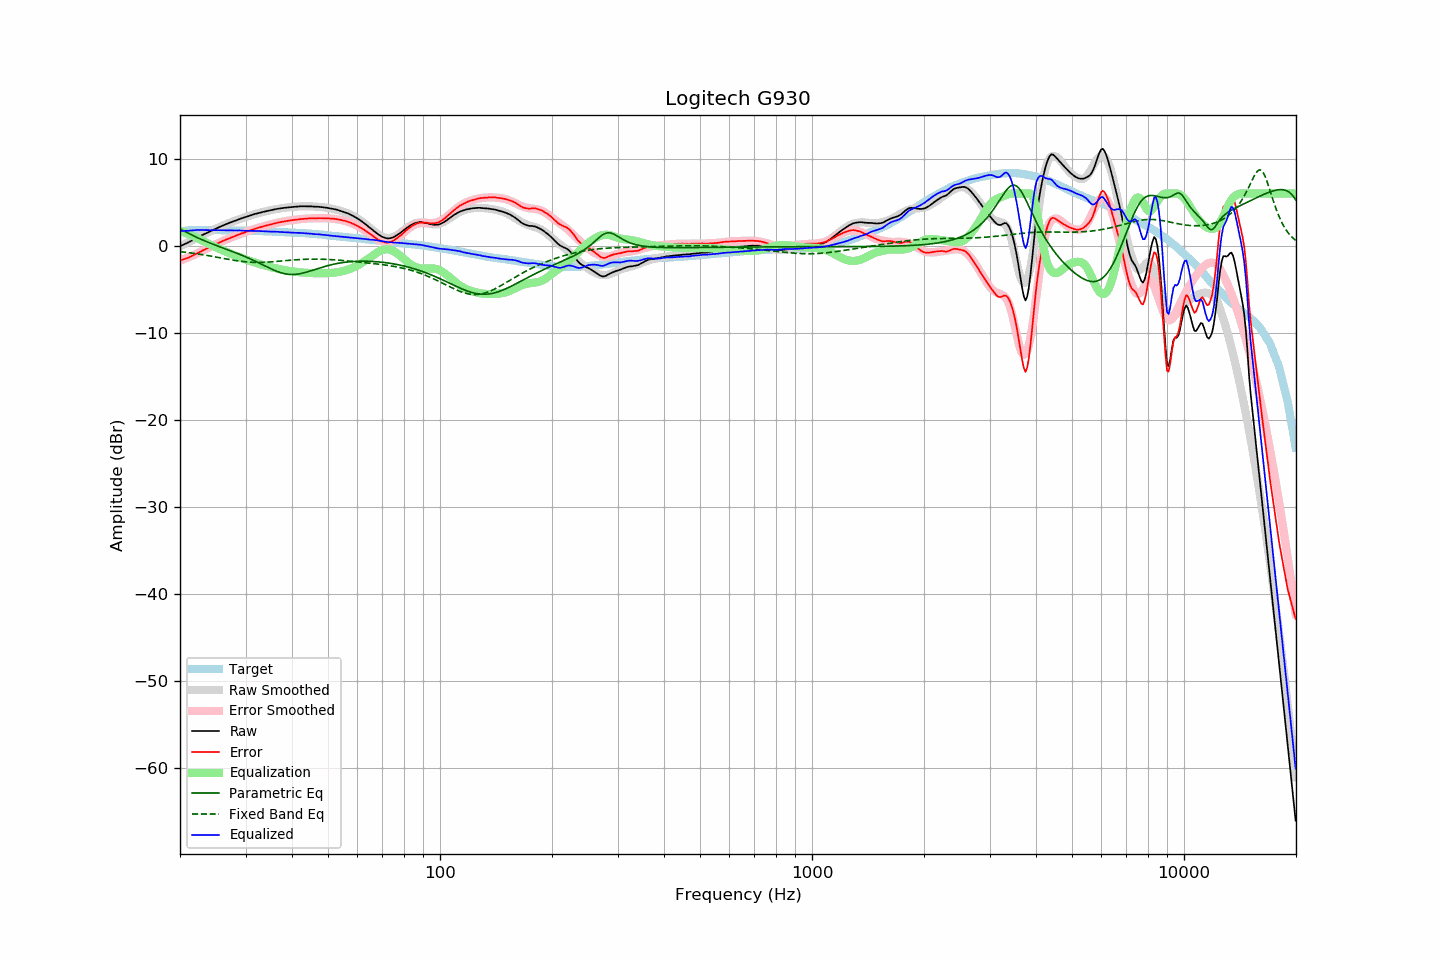 Logitech G930
10
0
−10
−20
−30
−40
−50
−60
Amplitude (dBr)
Target
Raw Smoothed
Error Smoothed
Raw
Error
Equalization
Parametric Eq
Fixed Band Eq
Equalized
100
1000
10000
Frequency (Hz)